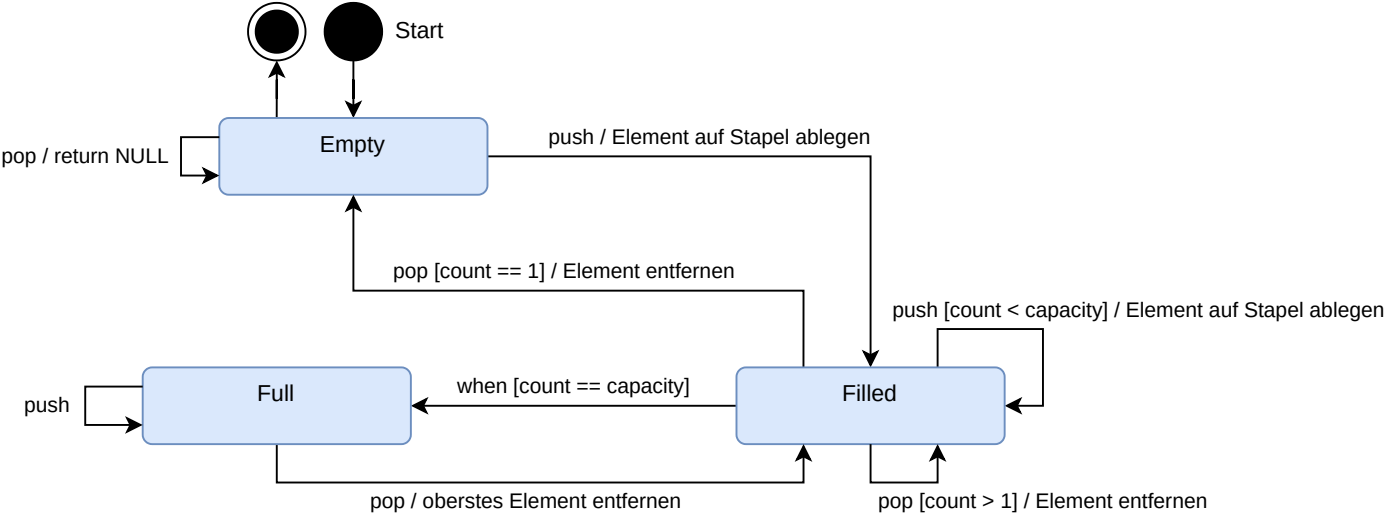 Start
Empty
pop / return NULL
push / Element auf Stapel ablegen
pop [count == 1] / Element entfernen
push [count < capacity] / Element auf Stapel ablegen
when [count == capacity]
Full
Filled
push
pop / oberstes Element entfernen
pop [count > 1] / Element entfernen